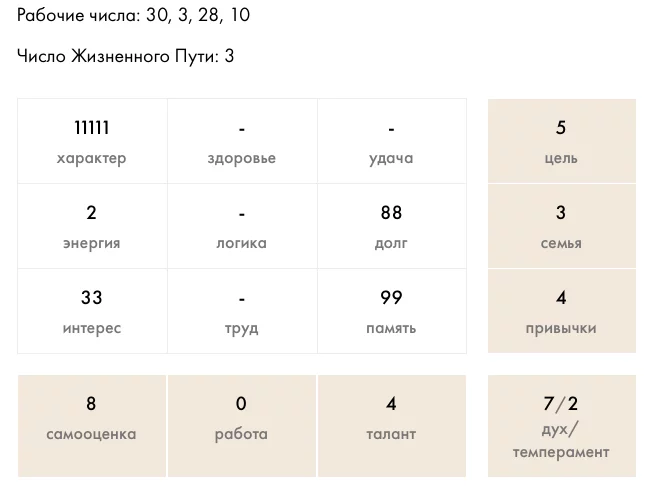 Рабочие числа: 30, 3, 28, 10
Число Жизненного Пути: 3
11111 - - 5
характер здоровье удача цель
2 - 88 3
энергия логика долг семья
33 - 99 4
интерес труд память привычки
8 0 4 7/2
самооценка работа талант дух/
темперамент